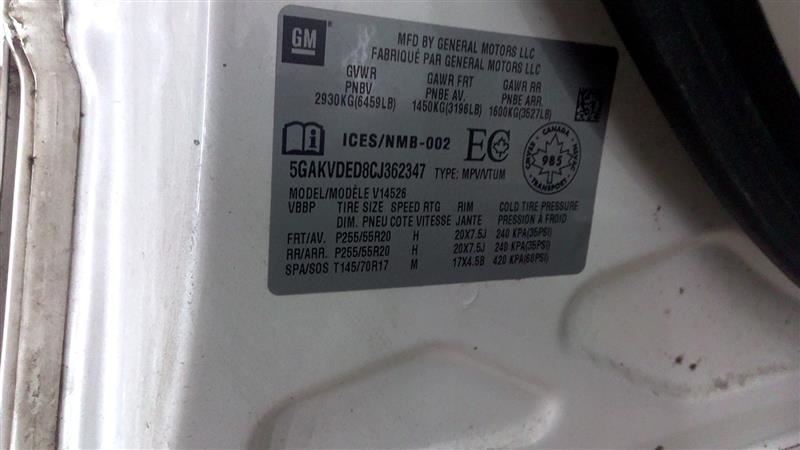 GM
MFD BY GENERAL MOTORS LLC
FABRIQUÉ PAR GENERAL MOTORS LLC
GVWR GAWR FRT GAWR RR
PNBV PNBE AV. PNBE ARR.
2930KG(6459LB) 1450KG(3196LB) 1600KG(3527LB)
ICES/NMB-002 EC
CANADA
985
TRANSPORT
5GAKVDED8CJ362347 TYPE: MPV/VTUM
MODEL/MODÈLE V14526
VBBP TIRE SIZE SPEED RTG RIM COLD TIRE PRESSURE
DIM. PNEU COTE VITESSE JANTE PRESSION A FROID
FRT/AV. P255/55R20 H 20X7.5J 240 KPA(35PSI)
RR/ARR. P255/55R20 H 20X7.5J 240 KPA(35PSI)
SPA/SOS T145/70R17 M 17X4.5B 420 KPA(60PSI)